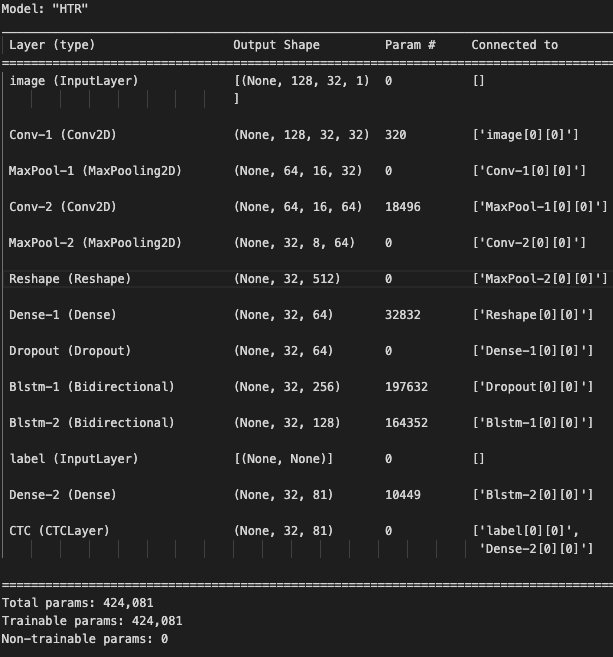 Model: "HTR"
Layer (type) Output Shape Param # Connected to
image (InputLayer) [(None, 128, 32, 1) 0 []
]
Conv-1 (Conv2D) (None, 128, 32, 32) 320 ['image[0][0]']
MaxPool-1 (MaxPooling2D) (None, 64, 16, 32) 0 ['Conv-1[0][0]']
Conv-2 (Conv2D) (None, 64, 16, 64) 18496 ['MaxPool-1[0][0]']
MaxPool-2 (MaxPooling2D) (None, 32, 8, 64) 0 ['Conv-2[0][0]']
Reshape (Reshape) (None, 32, 512) 0 ['MaxPool-2[0][0]']
Dense-1 (Dense) (None, 32, 64) 32832 ['Reshape[0][0]']
Dropout (Dropout) (None, 32, 64) 0 ['Dense-1[0][0]']
Blstm-1 (Bidirectional) (None, 32, 256) 197632 ['Dropout[0][0]']
Blstm-2 (Bidirectional) (None, 32, 128) 164352 ['Blstm-1[0][0]']
label (InputLayer) [(None, None)] 0 []
Dense-2 (Dense) (None, 32, 81) 10449 ['Blstm-2[0][0]']
CTC (CTCLayer) (None, 32, 81) 0 ['label[0][0]',
'Dense-2[0][0]']
Total params: 424,081
Trainable params: 424,081
Non-trainable params: 0